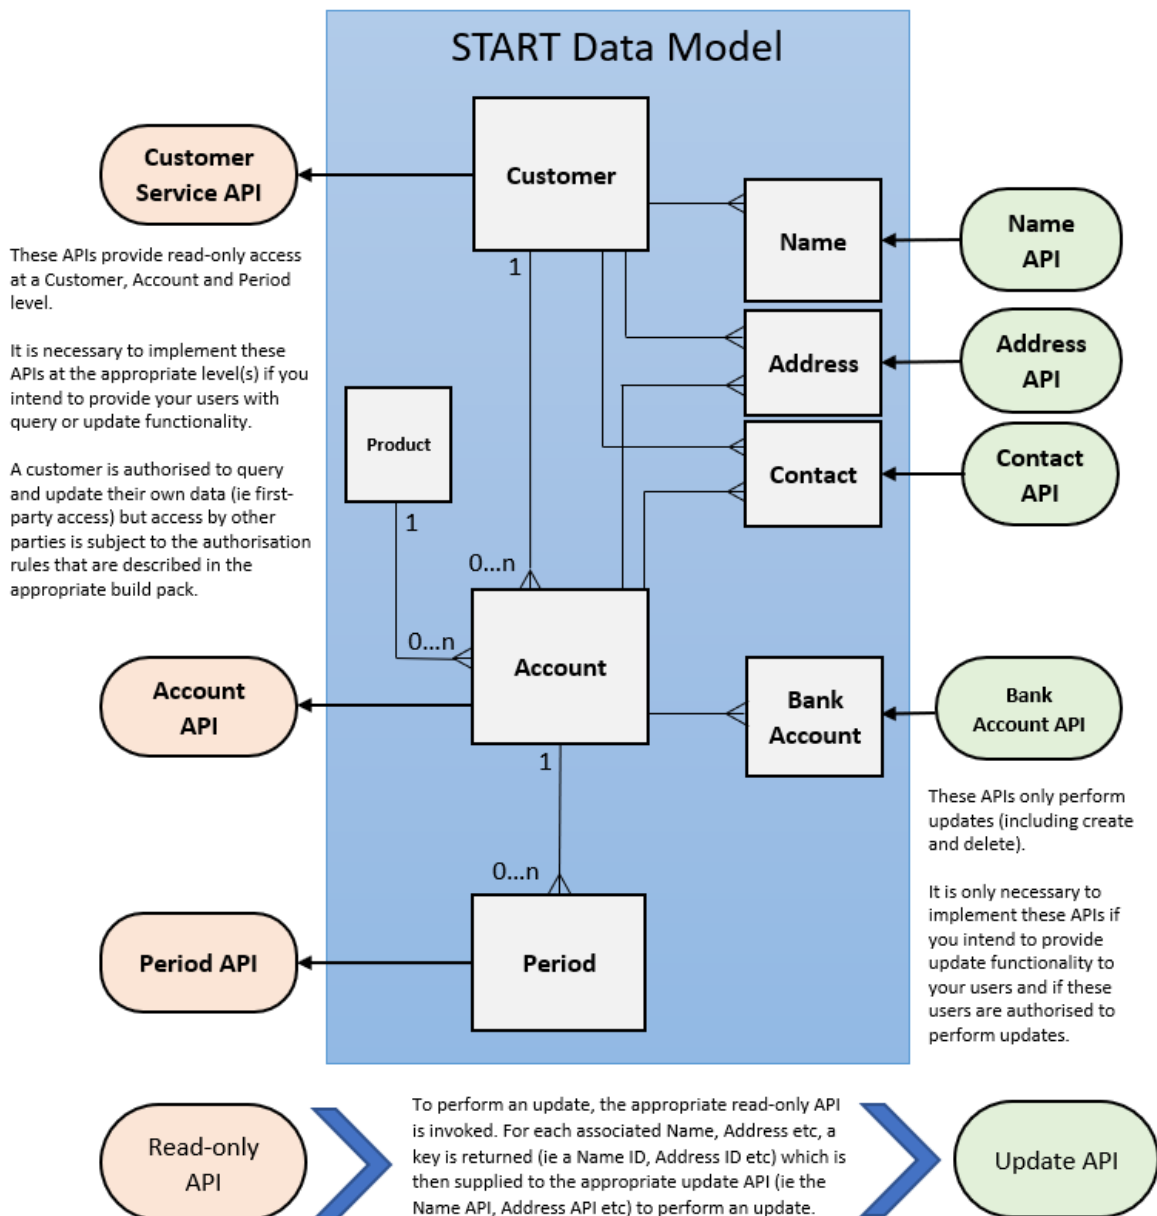 START Data Model
Customer
Service API
Customer
Name
Name
API
These APIs provide read-only access
at a Customer, Account and Period
level.
It is necessary to implement these
APIs at the appropriate level(s) if you
intend to provide your users with
query or update functionality.
A customer is authorised to query
and update their own data (ie first-
party access) but access by other
parties is subject to the authorisation
rules that are described in the
appropriate build pack.
1
Address
Address
API
Product
1
Contact
Contact
API
0...n
0...n
Account
API
Account
1
Bank
Account
Bank
Account API
These APIs only perform
updates (including create
and delete).
It is only necessary to
implement these APIs if
you intend to provide
update functionality to
your users and if these
users are authorised to
perform updates.
0...n
Period API
Period
Read-only
API
To perform an update, the appropriate read-only API
is invoked. For each associated Name, Address etc, a
key is returned (ie a Name ID, Address ID etc) which is
then supplied to the appropriate update API (ie the
Name API, Address API etc) to perform an update.
Update API